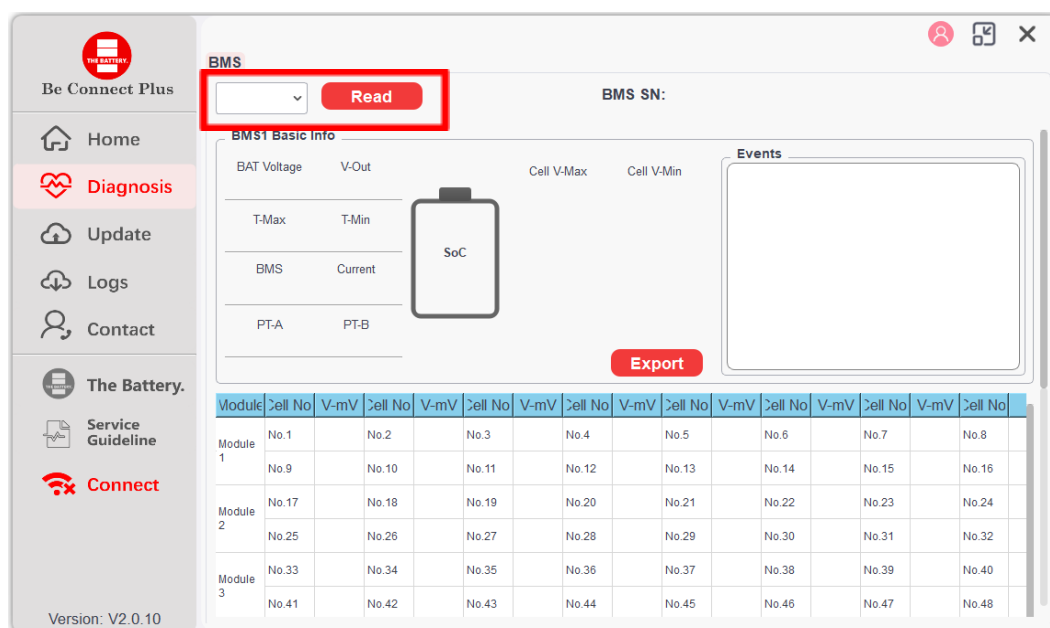 THE BATTERY.
Be Connect Plus
Home
Diagnosis
Update
Logs
Contact
The Battery.
Service
Guideline
Connect
Version: V2.0.10
BMS
Read
BMS SN:
BMS1 Basic Info
BAT Voltage V-Out
Cell V-Max Cell V-Min
T-Max T-Min
SoC
BMS Current
PT-A PT-B
Export
Events
Module Cell No V-mV Cell No V-mV Cell No V-mV Cell No V-mV Cell No V-mV Cell No V-mV Cell No V-mV Cell No
Module 1
No.1 No.2 No.3 No.4 No.5 No.6 No.7 No.8
No.9 No.10 No.11 No.12 No.13 No.14 No.15 No.16
Module 2
No.17 No.18 No.19 No.20 No.21 No.22 No.23 No.24
No.25 No.26 No.27 No.28 No.29 No.30 No.31 No.32
Module 3
No.33 No.34 No.35 No.36 No.37 No.38 No.39 No.40
No.41 No.42 No.43 No.44 No.45 No.46 No.47 No.48